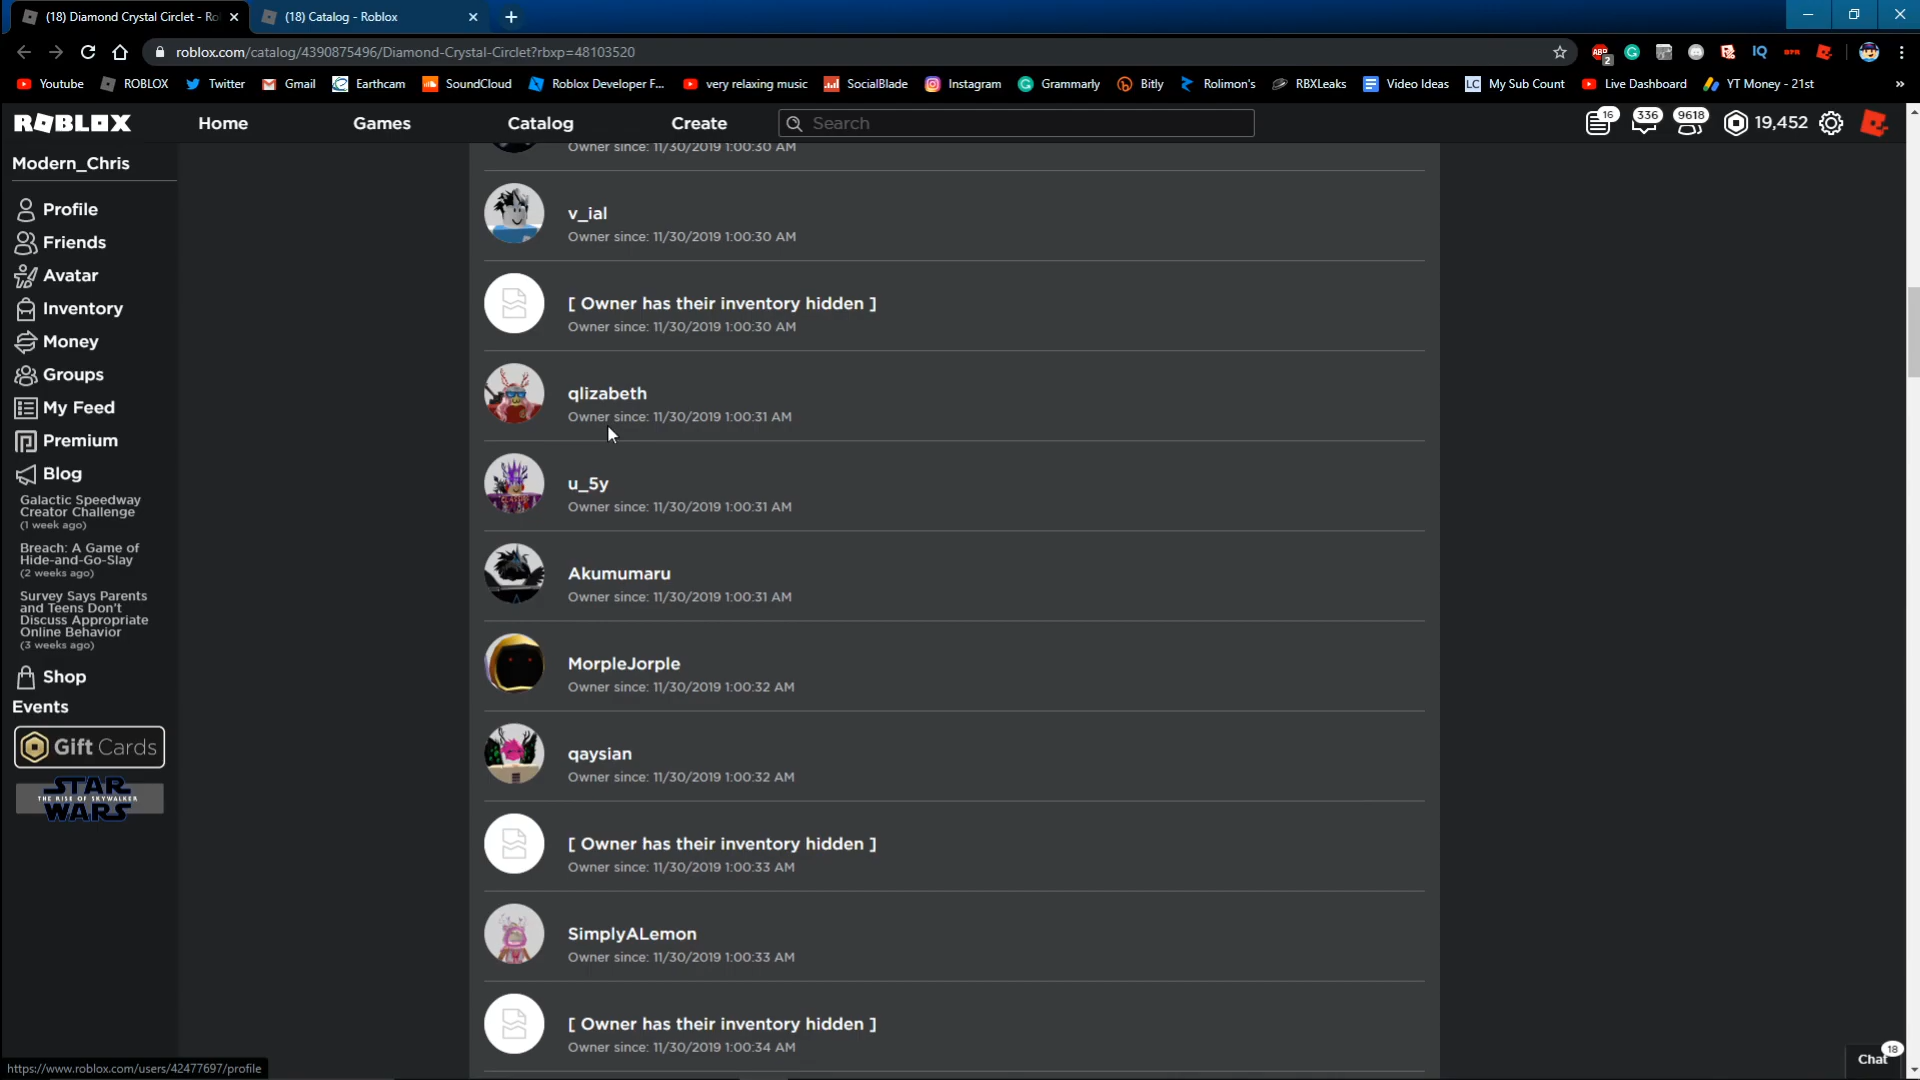 (18) Diamond Crystal Circlet - Ro
(18) Catalog - Roblox
roblox.com/catalog/4390875496/Diamond-Crystal-Circlet?rbxp=48103520
ABP
2
IQ
Youtube
ROBLOX
Twitter
Gmail
Earthcam
SoundCloud
Roblox Developer F...
very relaxing music
SocialBlade
Instagram
Grammarly
Bitly
Rolimon's
RBXLeaks
Video Ideas
LC My Sub Count
Live Dashboard
YT Money - 21st
»
ROBLOX
Home
Games
Catalog
Create
Search
16
336
9618
19,452
Modern_Chris
Profile
Friends
Avatar
Inventory
Money
Groups
My Feed
Premium
Blog
Galactic Speedway
Creator Challenge
(1 week ago)
Breach: A Game of
Hide-and-Go-Slay
(2 weeks ago)
Survey Says Parents
and Teens Don't
Discuss Appropriate
Online Behavior
(3 weeks ago)
Shop
Events
Gift Cards
STAR
THE RISE OF SKYWALKER
WARS
Owner since: 11/30/2019 1:00:30 AM
v_ial
Owner since: 11/30/2019 1:00:30 AM
[ Owner has their inventory hidden ]
Owner since: 11/30/2019 1:00:30 AM
qlizabeth
Owner since: 11/30/2019 1:00:31 AM
u_5y
Owner since: 11/30/2019 1:00:31 AM
Akumumaru
Owner since: 11/30/2019 1:00:31 AM
MorpleJorple
Owner since: 11/30/2019 1:00:32 AM
qaysian
Owner since: 11/30/2019 1:00:32 AM
[ Owner has their inventory hidden ]
Owner since: 11/30/2019 1:00:33 AM
SimplyALemon
Owner since: 11/30/2019 1:00:33 AM
[ Owner has their inventory hidden ]
Owner since: 11/30/2019 1:00:34 AM
https://www.roblox.com/users/42477697/profile
Chat
18